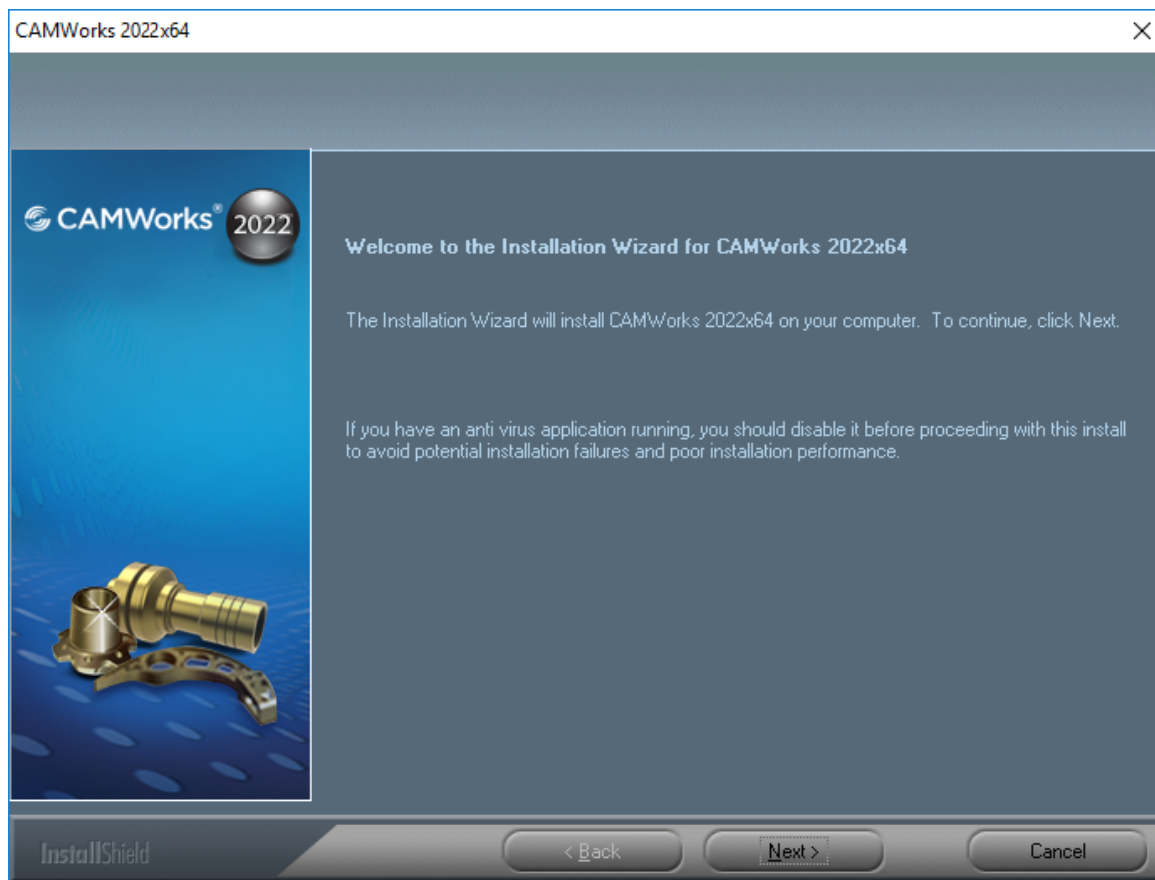 CAMWorks 2022x64
CAMWorks® 2022
Welcome to the Installation Wizard for CAMWorks 2022x64
The Installation Wizard will install CAMWorks 2022x64 on your computer. To continue, click Next.
If you have an anti virus application running, you should disable it before proceeding with this install
to avoid potential installation failures and poor installation performance.
InstallShield
< Back
Next >
Cancel